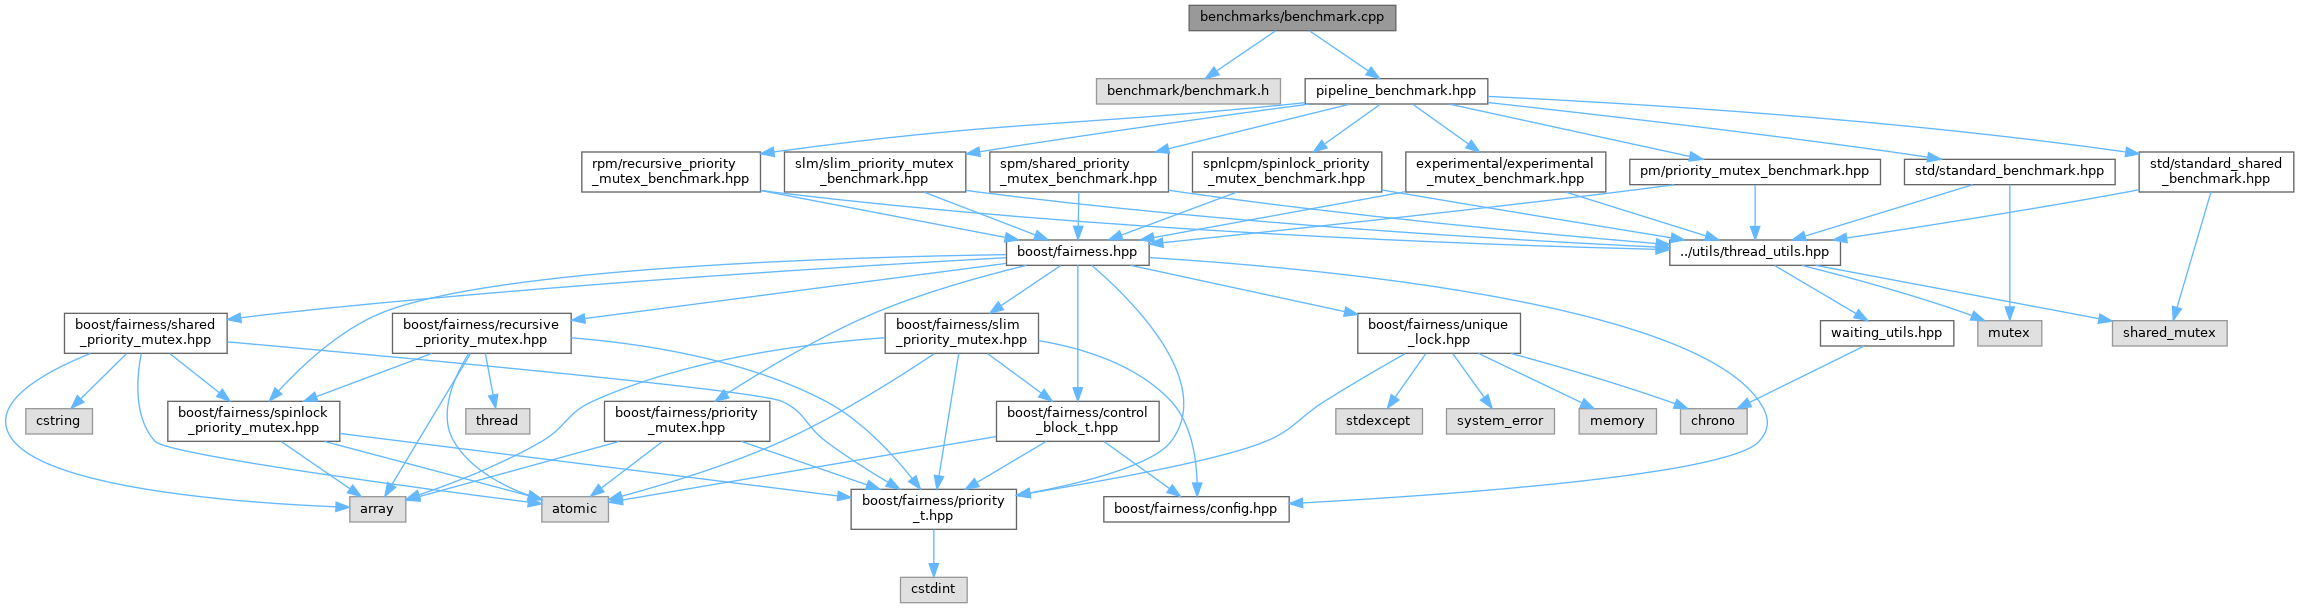 benchmarks/benchmark.cpp
benchmark/benchmark.h
pipeline_benchmark.hpp
rpm/recursive_priority
_mutex_benchmark.hpp
slm/slim_priority_mutex
_benchmark.hpp
spm/shared_priority
_mutex_benchmark.hpp
spnlcpm/spinlock_priority
_mutex_benchmark.hpp
experimental/experimental
_mutex_benchmark.hpp
pm/priority_mutex_benchmark.hpp
std/standard_benchmark.hpp
std/standard_shared
_benchmark.hpp
boost/fairness.hpp
../utils/thread_utils.hpp
boost/fairness/shared
_priority_mutex.hpp
boost/fairness/recursive
_priority_mutex.hpp
boost/fairness/slim
_priority_mutex.hpp
boost/fairness/unique
_lock.hpp
waiting_utils.hpp
mutex
shared_mutex
cstring
boost/fairness/spinlock
_priority_mutex.hpp
thread
boost/fairness/priority
_mutex.hpp
boost/fairness/control
_block_t.hpp
stdexcept
system_error
memory
chrono
array
atomic
boost/fairness/priority
_t.hpp
boost/fairness/config.hpp
cstdint